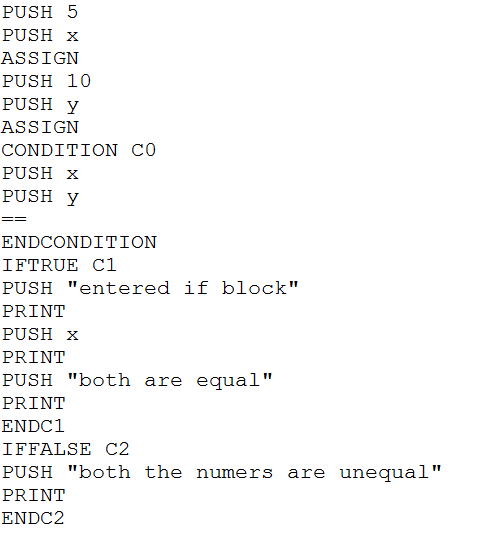 PUSH 5
PUSH x
ASSIGN
PUSH 10
PUSH y
ASSIGN
CONDITION C0
PUSH x
PUSH y
==
ENDCONDITION
IFTRUE C1
PUSH "entered if block"
PRINT
PUSH x
PRINT
PUSH "both are equal"
PRINT
ENDC1
IFFALSE C2
PUSH "both the numers are unequal"
PRINT
ENDC2